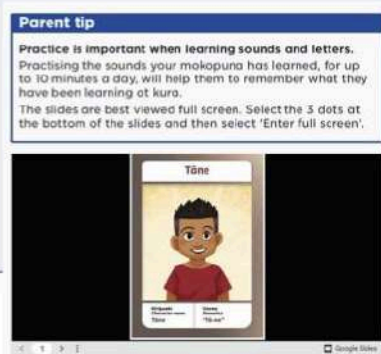 Parent tip
Practice is important when learning sounds and letters.
Practising the sounds your mokopuna has learned, for up
to 10 minutes a day, will help them to remember what they
have been learning at kura.
The slides are best viewed full screen. Select the 3 dots at
the bottom of the slides and then select 'Enter full screen'.
Tāne
Tāne
1
Google Slides